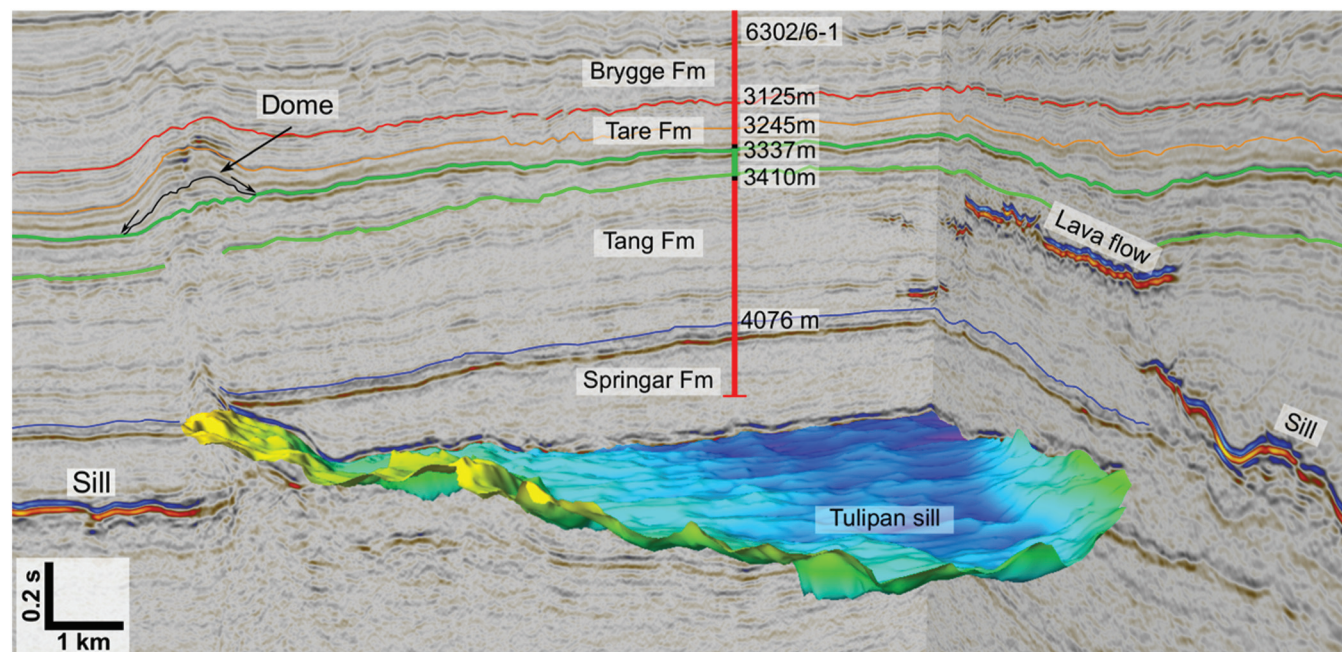 6302/6-1
Brygge Fm
3125m
Dome
3245m
Tare Fm
3337m
3410m
Lava flow
Tang Fm
4076 m
Springar Fm
Sill
Sill
Tulipan sill
0.2 s
1 km